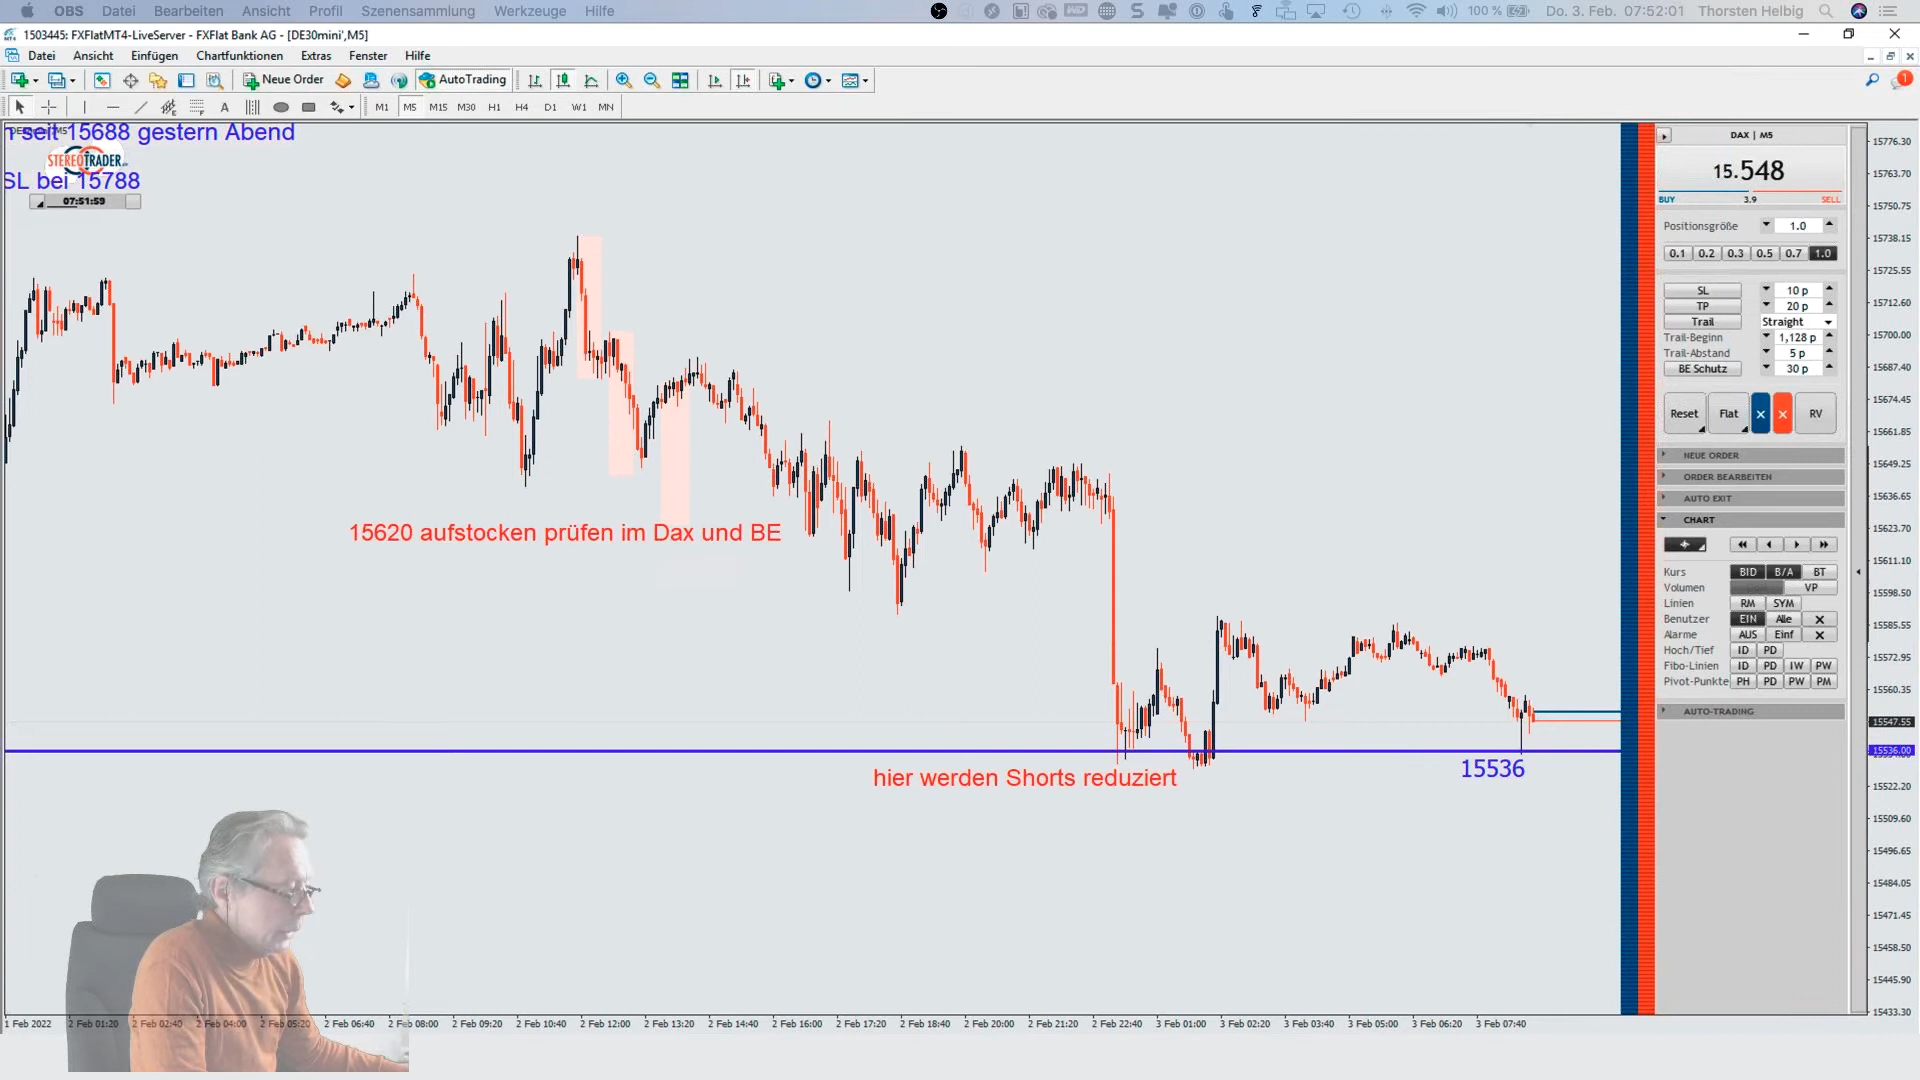 OBS Datei Bearbeiten Ansicht Profil Szenensammlung Werkzeuge Hilfe 100 % Do. 3. Feb. 07:52:01 Thorsten Helbig
1503445: FXFlatMT4-LiveServer - FXFlat Bank AG - [DE30mini',M5]
Datei Ansicht Einfügen Chartfunktionen Extras Fenster Hilfe
Neue Order AutoTrading 1
A M1 M5 M15 M30 H1 H4 D1 W1 MN
n seit 15688 gestern Abend
STEREOTRADER
SL bei 15788
07:51:59
15620 aufstocken prüfen im Dax und BE
hier werden Shorts reduziert
15536
DAX | M5
15.548
BUY 3.9 SELL
Positionsgröße 1.0
0.1 0.2 0.3 0.5 0.7 1.0
SL 10 p
TP 20 p
Trail Straight
Trail-Beginn 1,128 p
Trail-Abstand 5 p
BE Schutz 30 p
Reset Flat × × RV
NEUE ORDER
ORDER BEARBEITEN
AUTO EXIT
CHART
Kurs BID B/A BT
Volumen VP
Linien RM SYM
Benutzer EIN Alle ×
Alarme AUS Einf ×
Hoch/Tief ID PD
Fibo-Linien ID PD IW PW
Pivot-Punkte PH PD PW PM
AUTO-TRADING
15776.30
15763.70
15750.75
15738.15
15725.55
15712.60
15700.00
15687.40
15674.45
15661.85
15649.25
15636.65
15623.70
15611.10
15598.50
15585.55
15572.95
15560.35
15547.55
15536.00
15522.20
15509.60
15496.65
15484.05
15471.45
15458.50
15445.90
15433.30
1 Feb 2022 2 Feb 01:20 2 Feb 02:40 2 Feb 04:00 2 Feb 05:20 2 Feb 06:40 2 Feb 08:00 2 Feb 09:20 2 Feb 10:40 2 Feb 12:00 2 Feb 13:20 2 Feb 14:40 2 Feb 16:00 2 Feb 17:20 2 Feb 18:40 2 Feb 20:00 2 Feb 21:20 2 Feb 22:40 3 Feb 01:00 3 Feb 02:20 3 Feb 03:40 3 Feb 05:00 3 Feb 06:20 3 Feb 07:40